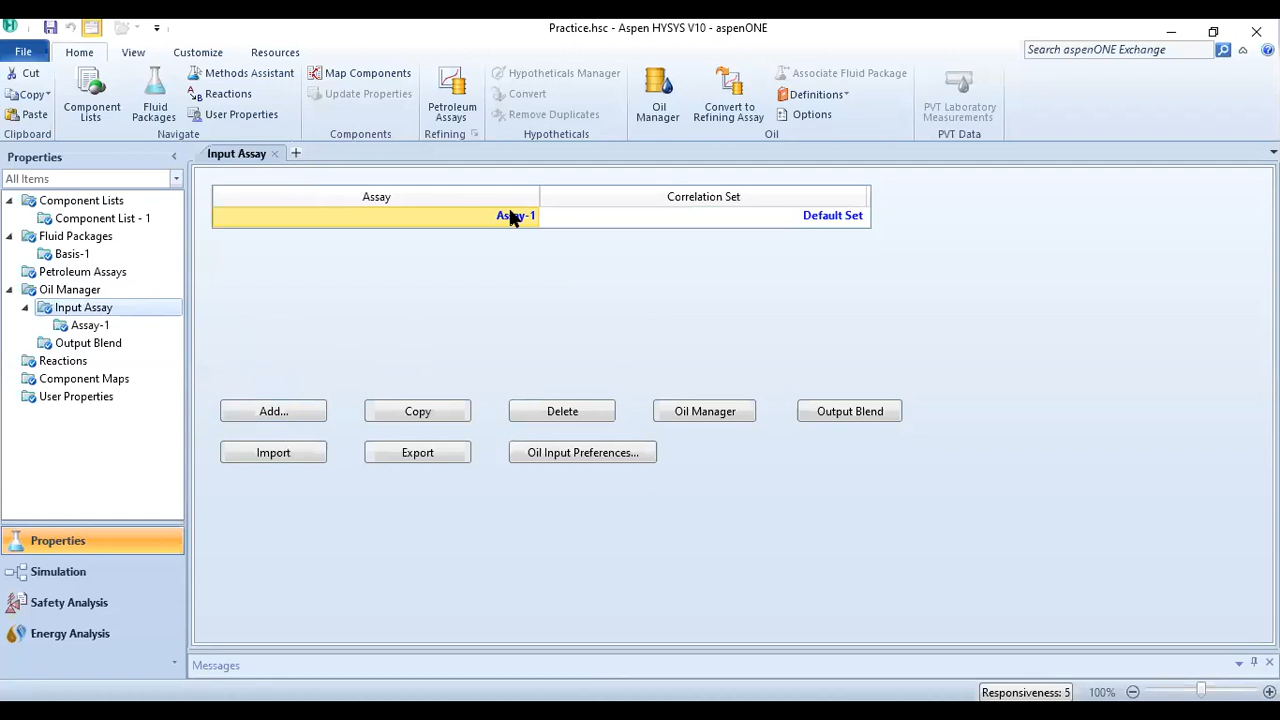 Practice.hsc - Aspen HYSYS V10 - aspenONE
File Home View Customize Resources
Search aspenONE Exchange
Cut
Copy
Paste
Clipboard
Component Lists
Fluid Packages
Methods Assistant
Reactions
User Properties
Navigate
Map Components
Update Properties
Components
Petroleum Assays
Refining
Hypotheticals Manager
Convert
Remove Duplicates
Hypotheticals
Oil Manager
Convert to Refining Assay
Associate Fluid Package
Definitions
Options
Oil
PVT Laboratory Measurements
PVT Data
Properties
All Items
Component Lists
Component List - 1
Fluid Packages
Basis-1
Petroleum Assays
Oil Manager
Input Assay
Assay-1
Output Blend
Reactions
Component Maps
User Properties
Properties
Simulation
Safety Analysis
Energy Analysis
Input Assay
Assay Correlation Set
Assay-1 Default Set
Add... Copy Delete Oil Manager Output Blend
Import Export Oil Input Preferences...
Messages
Responsiveness: 5 100%